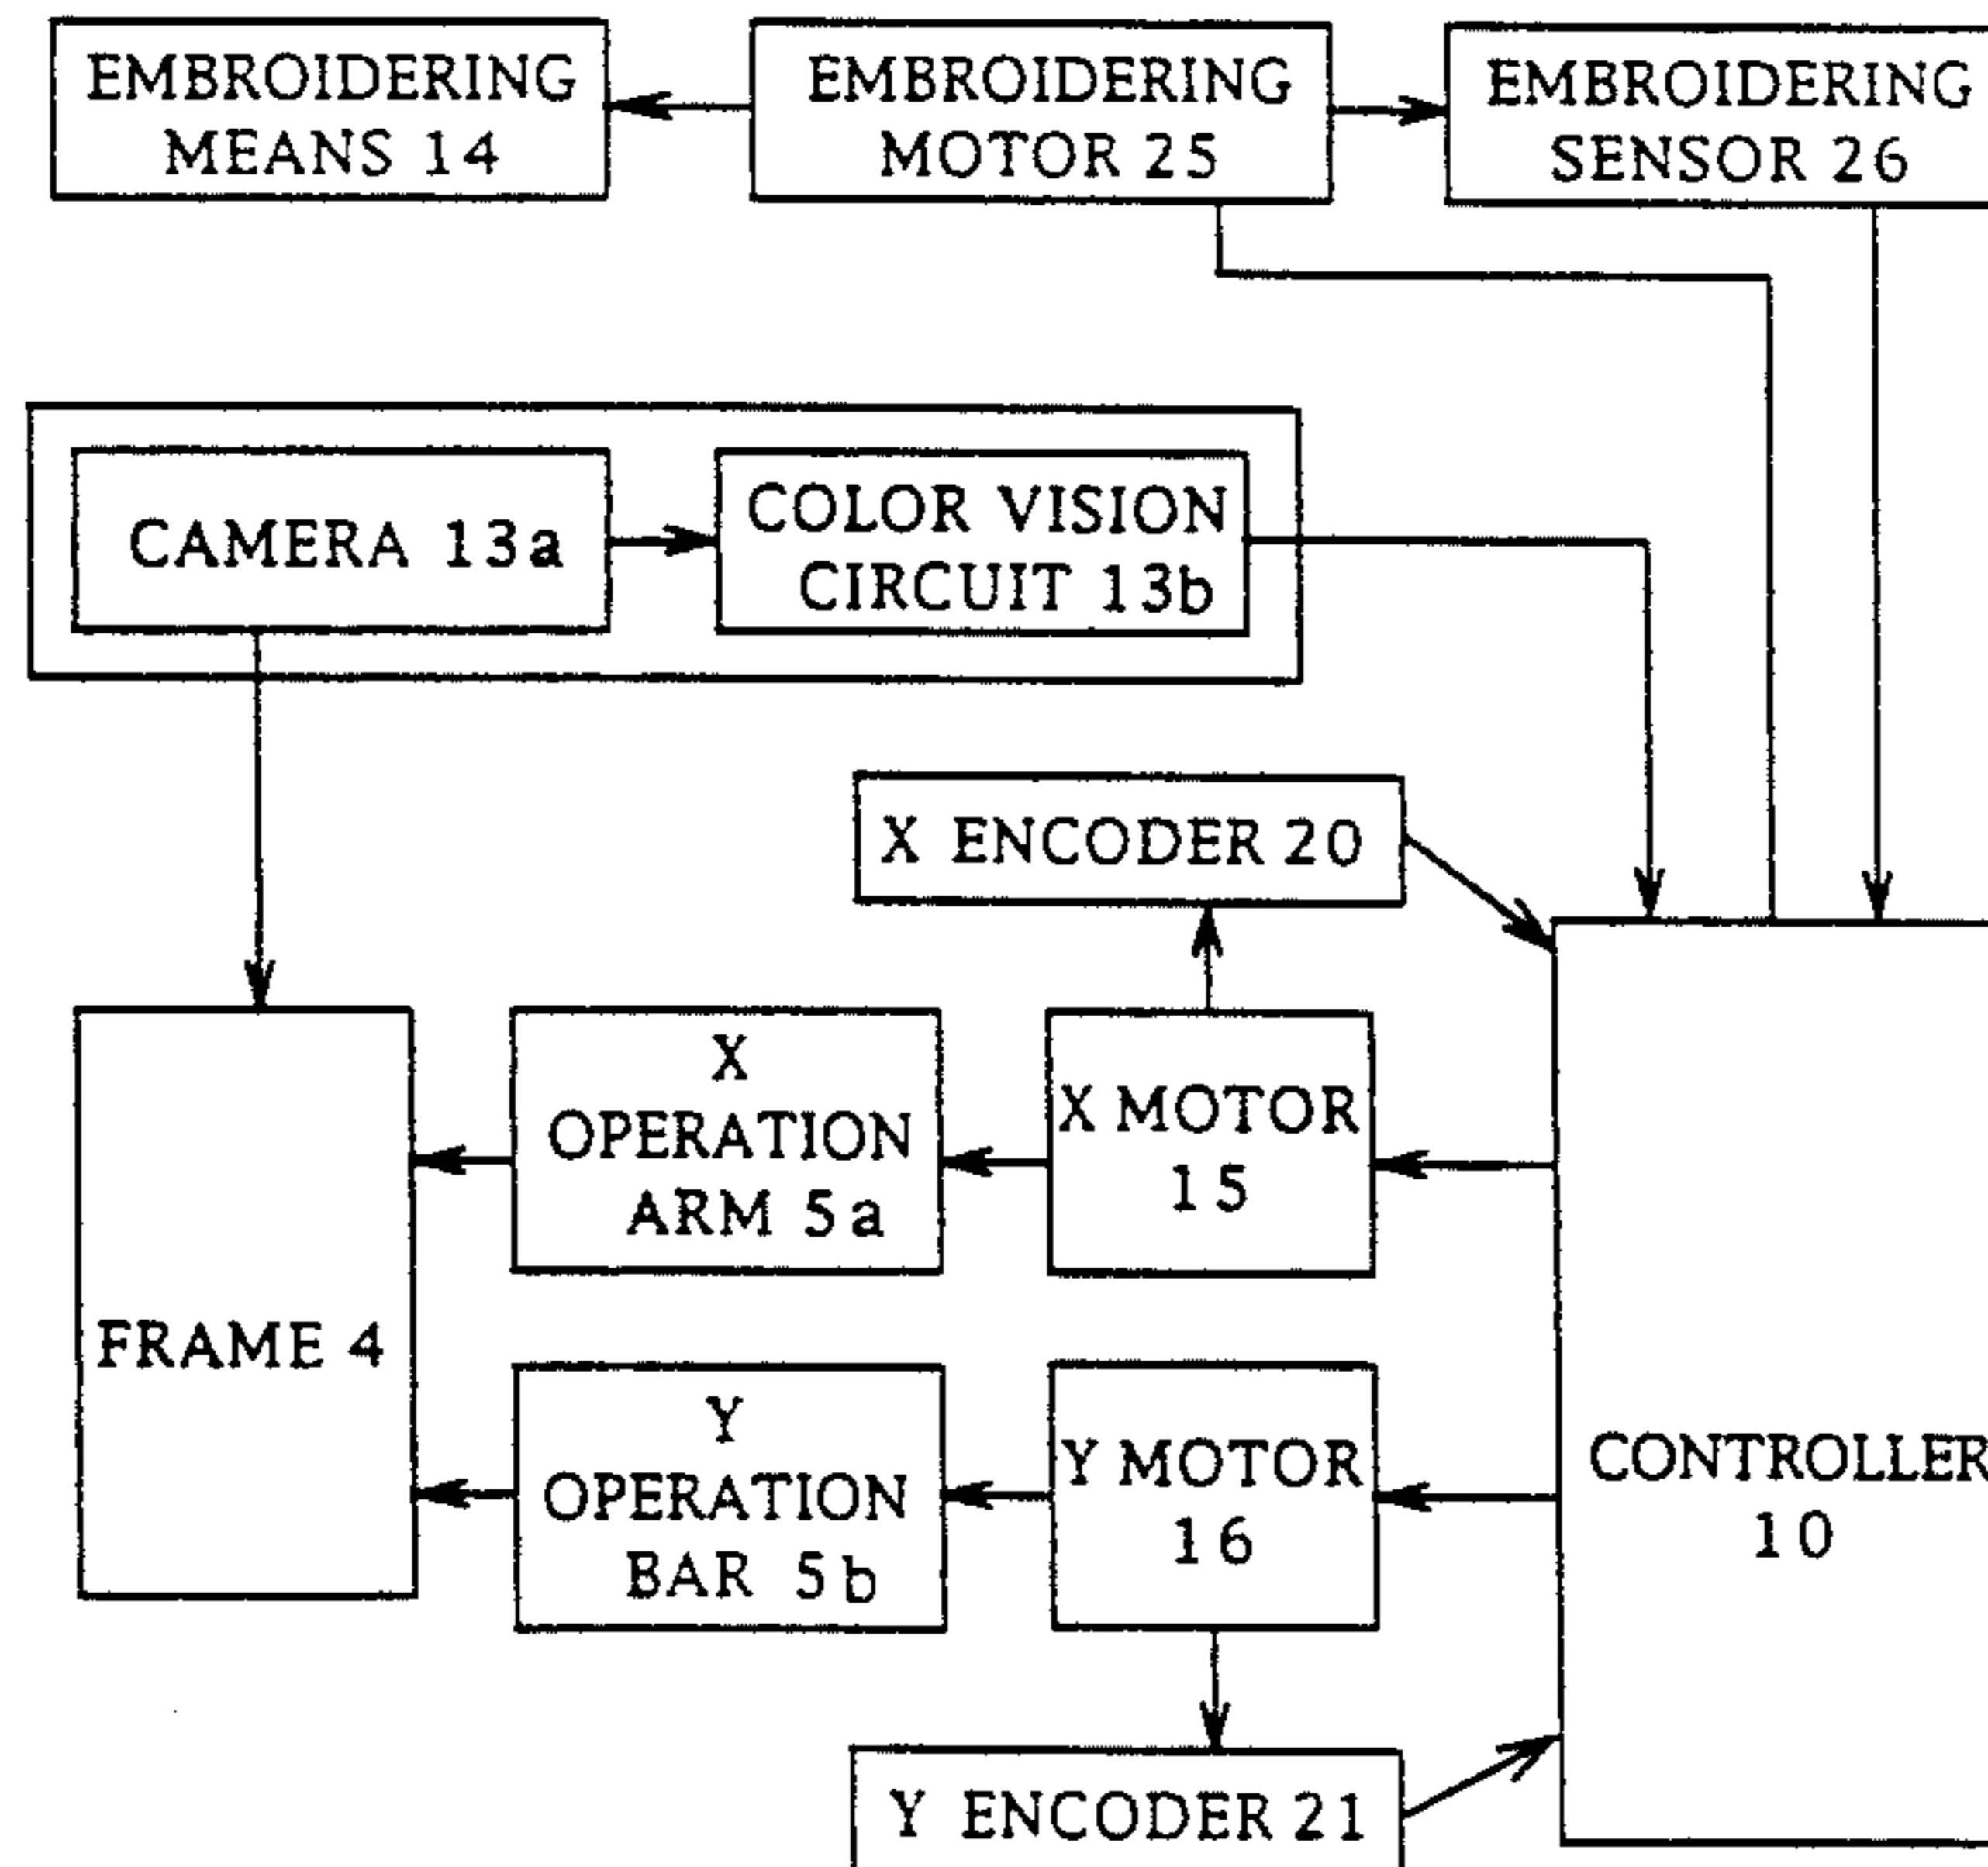 EMBROIDERING
MEANS 14
EMBROIDERING
MOTOR 25
EMBROIDERING
SENSOR 26
CAMERA 13a
COLOR VISION
CIRCUIT 13b
X ENCODER 20
X
OPERATION
ARM 5a
X MOTOR
15
FRAME 4
Y
OPERATION
BAR 5b
Y MOTOR
16
CONTROLLER
10
Y ENCODER 21